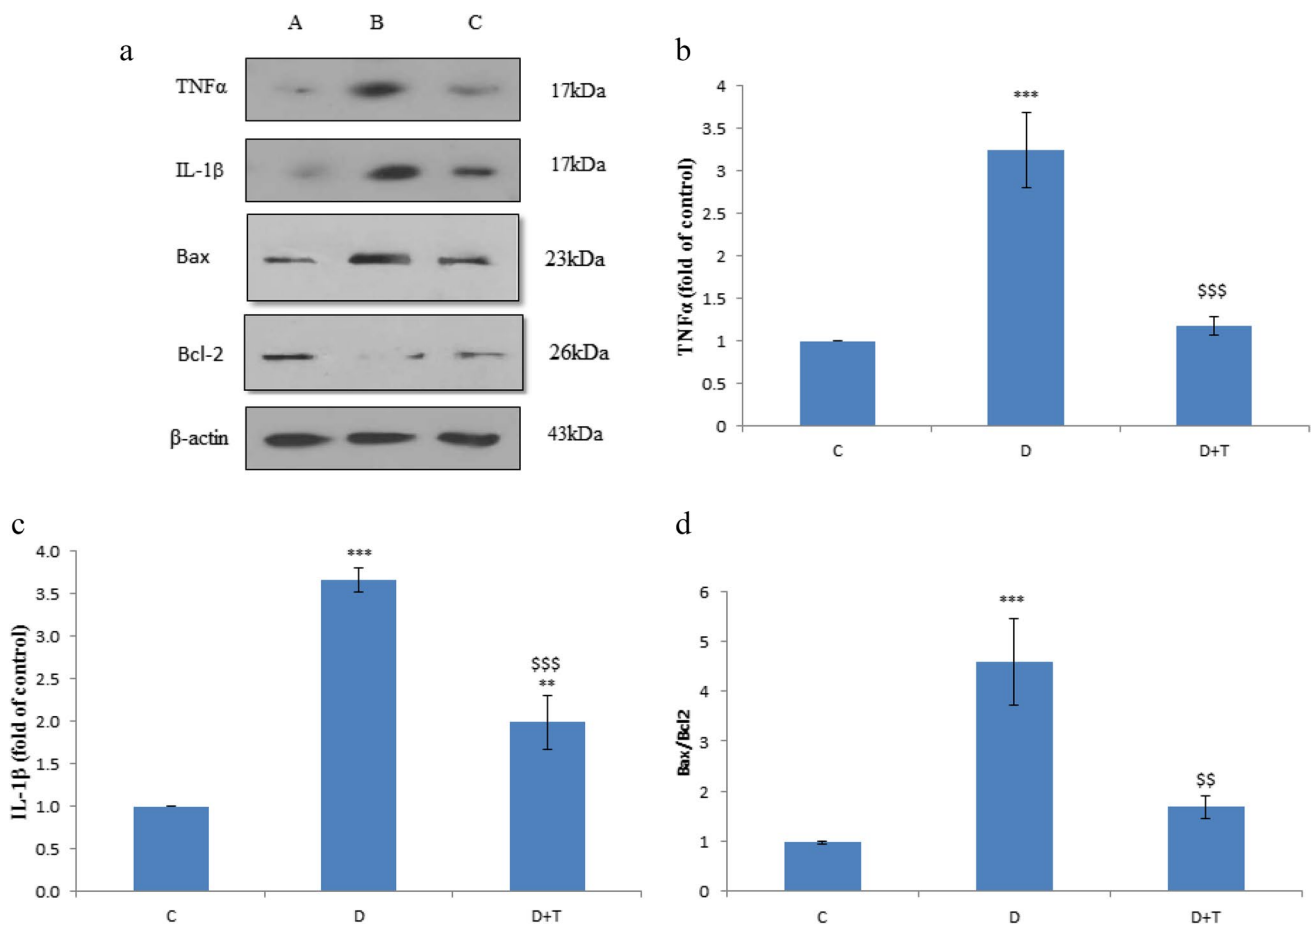 A B C
a
TNFα 17kDa
IL-1β 17kDa
Bax 23kDa
Bcl-2 26kDa
β-actin 43kDa
b
TNFα (fold of control)
4
3.5
3
2.5
2
1.5
1
0.5
0
***
$$$
C D D+T
c
IL-1β (fold of control)
4.0
3.5
3.0
2.5
2.0
1.5
1.0
0.5
0.0
***
$$$
**
C D D+T
d
Bax/Bcl2
6
5
4
3
2
1
0
***
$$
C D D+T